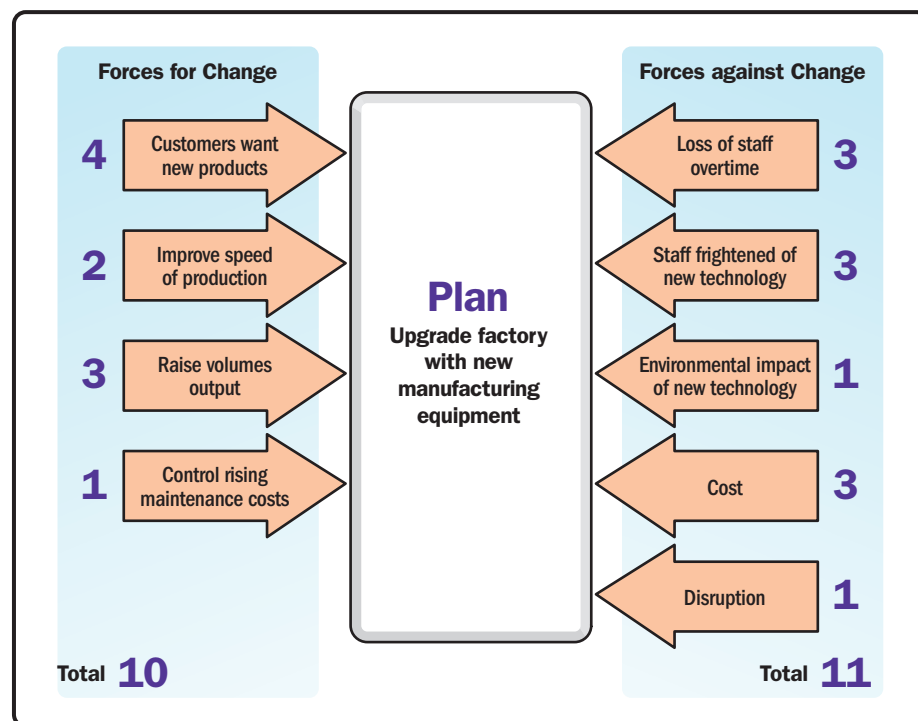 Forces for Change
4
Customers want
new products
2
Improve speed
of production
3
Raise volumes
output
1
Control rising
maintenance costs
Total 10
Plan
Upgrade factory
with new
manufacturing
equipment
Forces against Change
Loss of staff
overtime
3
Staff frightened of
new technology
3
Environmental impact
of new technology
1
Cost
3
Disruption
1
Total 11